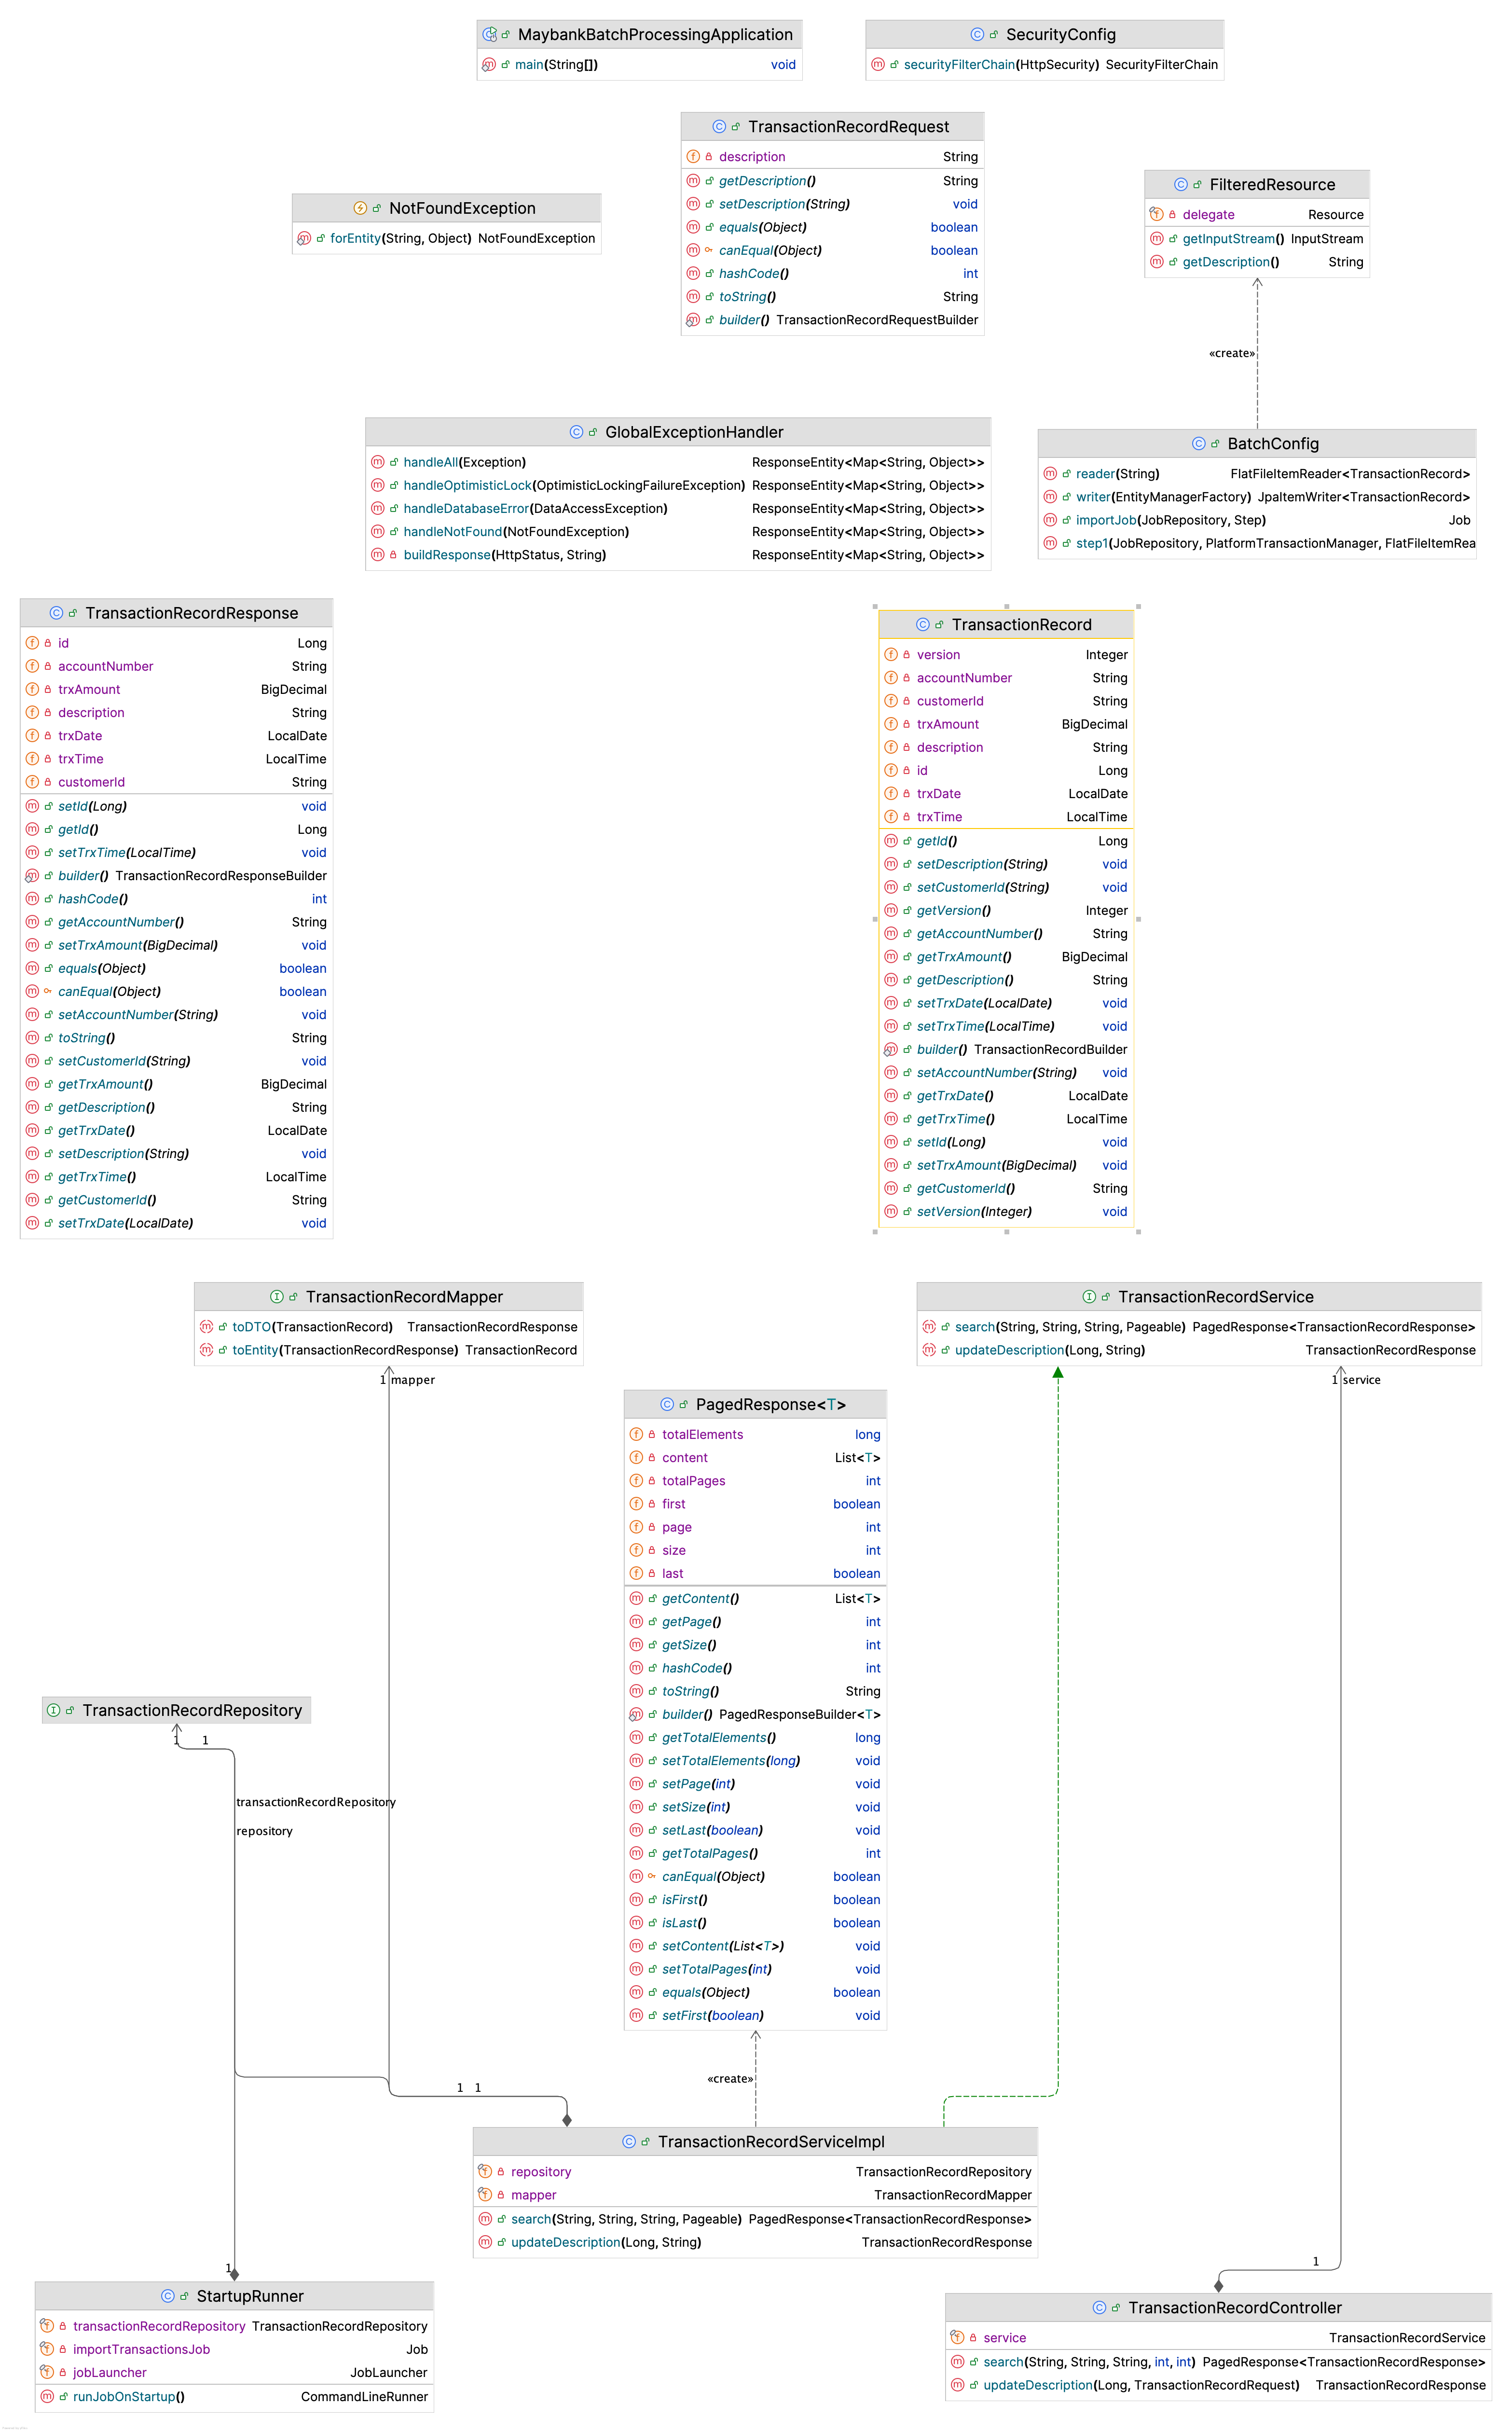 MaybankBatchProcessingApplication
main(String[]) void
SecurityConfig
securityFilterChain(HttpSecurity) SecurityFilterChain
TransactionRecordRequest
description String
getDescription() String
setDescription(String) void
equals(Object) boolean
canEqual(Object) boolean
hashCode() int
toString() String
builder() TransactionRecordRequestBuilder
NotFoundException
forEntity(String, Object) NotFoundException
FilteredResource
delegate Resource
getInputStream() InputStream
getDescription() String
«create»
GlobalExceptionHandler
handleAll(Exception) ResponseEntity<Map<String, Object>>
handleOptimisticLock(OptimisticLockingFailureException) ResponseEntity<Map<String, Object>>
handleDatabaseError(DataAccessException) ResponseEntity<Map<String, Object>>
handleNotFound(NotFoundException) ResponseEntity<Map<String, Object>>
buildResponse(HttpStatus, String) ResponseEntity<Map<String, Object>>
BatchConfig
reader(String) FlatFileItemReader<TransactionRecord>
writer(EntityManagerFactory) JpaItemWriter<TransactionRecord>
importJob(JobRepository, Step) Job
step1(JobRepository, PlatformTransactionManager, FlatFileItemRea
TransactionRecordResponse
id Long
accountNumber String
trxAmount BigDecimal
description String
trxDate LocalDate
trxTime LocalTime
customerId String
setId(Long) void
getId() Long
setTrxTime(LocalTime) void
builder() TransactionRecordResponseBuilder
hashCode() int
getAccountNumber() String
setTrxAmount(BigDecimal) void
equals(Object) boolean
canEqual(Object) boolean
setAccountNumber(String) void
toString() String
setCustomerId(String) void
getTrxAmount() BigDecimal
getDescription() String
getTrxDate() LocalDate
setDescription(String) void
getTrxTime() LocalTime
getCustomerId() String
setTrxDate(LocalDate) void
TransactionRecord
version Integer
accountNumber String
customerId String
trxAmount BigDecimal
description String
id Long
trxDate LocalDate
trxTime LocalTime
getId() Long
setDescription(String) void
setCustomerId(String) void
getVersion() Integer
getAccountNumber() String
getTrxAmount() BigDecimal
getDescription() String
setTrxDate(LocalDate) void
setTrxTime(LocalTime) void
builder() TransactionRecordBuilder
setAccountNumber(String) void
getTrxDate() LocalDate
getTrxTime() LocalTime
setId(Long) void
setTrxAmount(BigDecimal) void
getCustomerId() String
setVersion(Integer) void
TransactionRecordMapper
toDTO(TransactionRecord) TransactionRecordResponse
toEntity(TransactionRecordResponse) TransactionRecord
1 mapper
TransactionRecordService
search(String, String, String, Pageable) PagedResponse<TransactionRecordResponse>
updateDescription(Long, String) TransactionRecordResponse
1 service
PagedResponse<T>
totalElements long
content List<T>
totalPages int
first boolean
page int
size int
last boolean
getContent() List<T>
getPage() int
getSize() int
hashCode() int
toString() String
builder() PagedResponseBuilder<T>
getTotalElements() long
setTotalElements(long) void
setPage(int) void
setSize(int) void
setLast(boolean) void
getTotalPages() int
canEqual(Object) boolean
isFirst() boolean
isLast() boolean
setContent(List<T>) void
setTotalPages(int) void
equals(Object) boolean
setFirst(boolean) void
TransactionRecordRepository
1 1
transactionRecordRepository
repository
1 1
«create»
TransactionRecordServiceImpl
repository TransactionRecordRepository
mapper TransactionRecordMapper
search(String, String, String, Pageable) PagedResponse<TransactionRecordResponse>
updateDescription(Long, String) TransactionRecordResponse
1
StartupRunner
transactionRecordRepository TransactionRecordRepository
importTransactionsJob Job
jobLauncher JobLauncher
runJobOnStartup() CommandLineRunner
1
TransactionRecordController
service TransactionRecordService
search(String, String, String, int, int) PagedResponse<TransactionRecordResponse>
updateDescription(Long, TransactionRecordRequest) TransactionRecordResponse